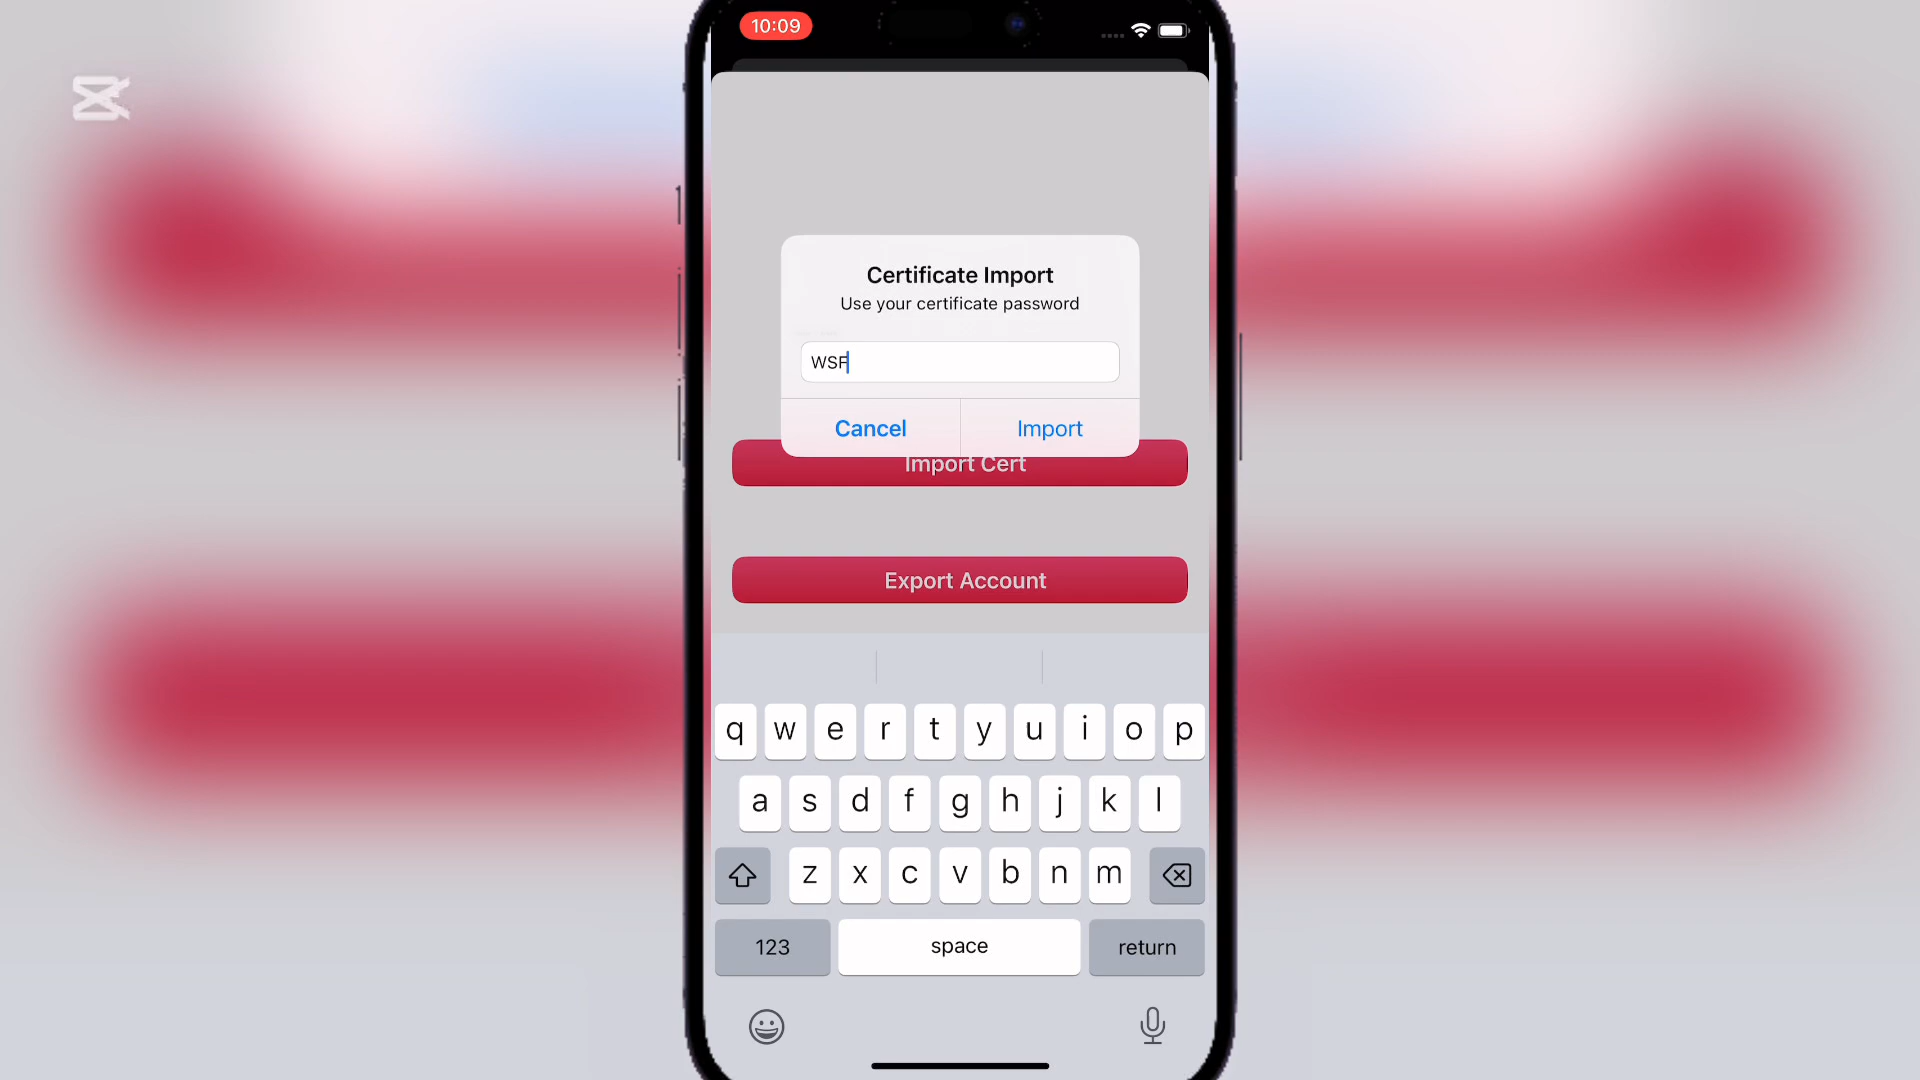 10:09
Certificate Import
Use your certificate password
WSF
Cancel
Import
Import Cert
Export Account
q w e r t y u i o p
a s d f g h j k l
z x c v b n m
123
space
return